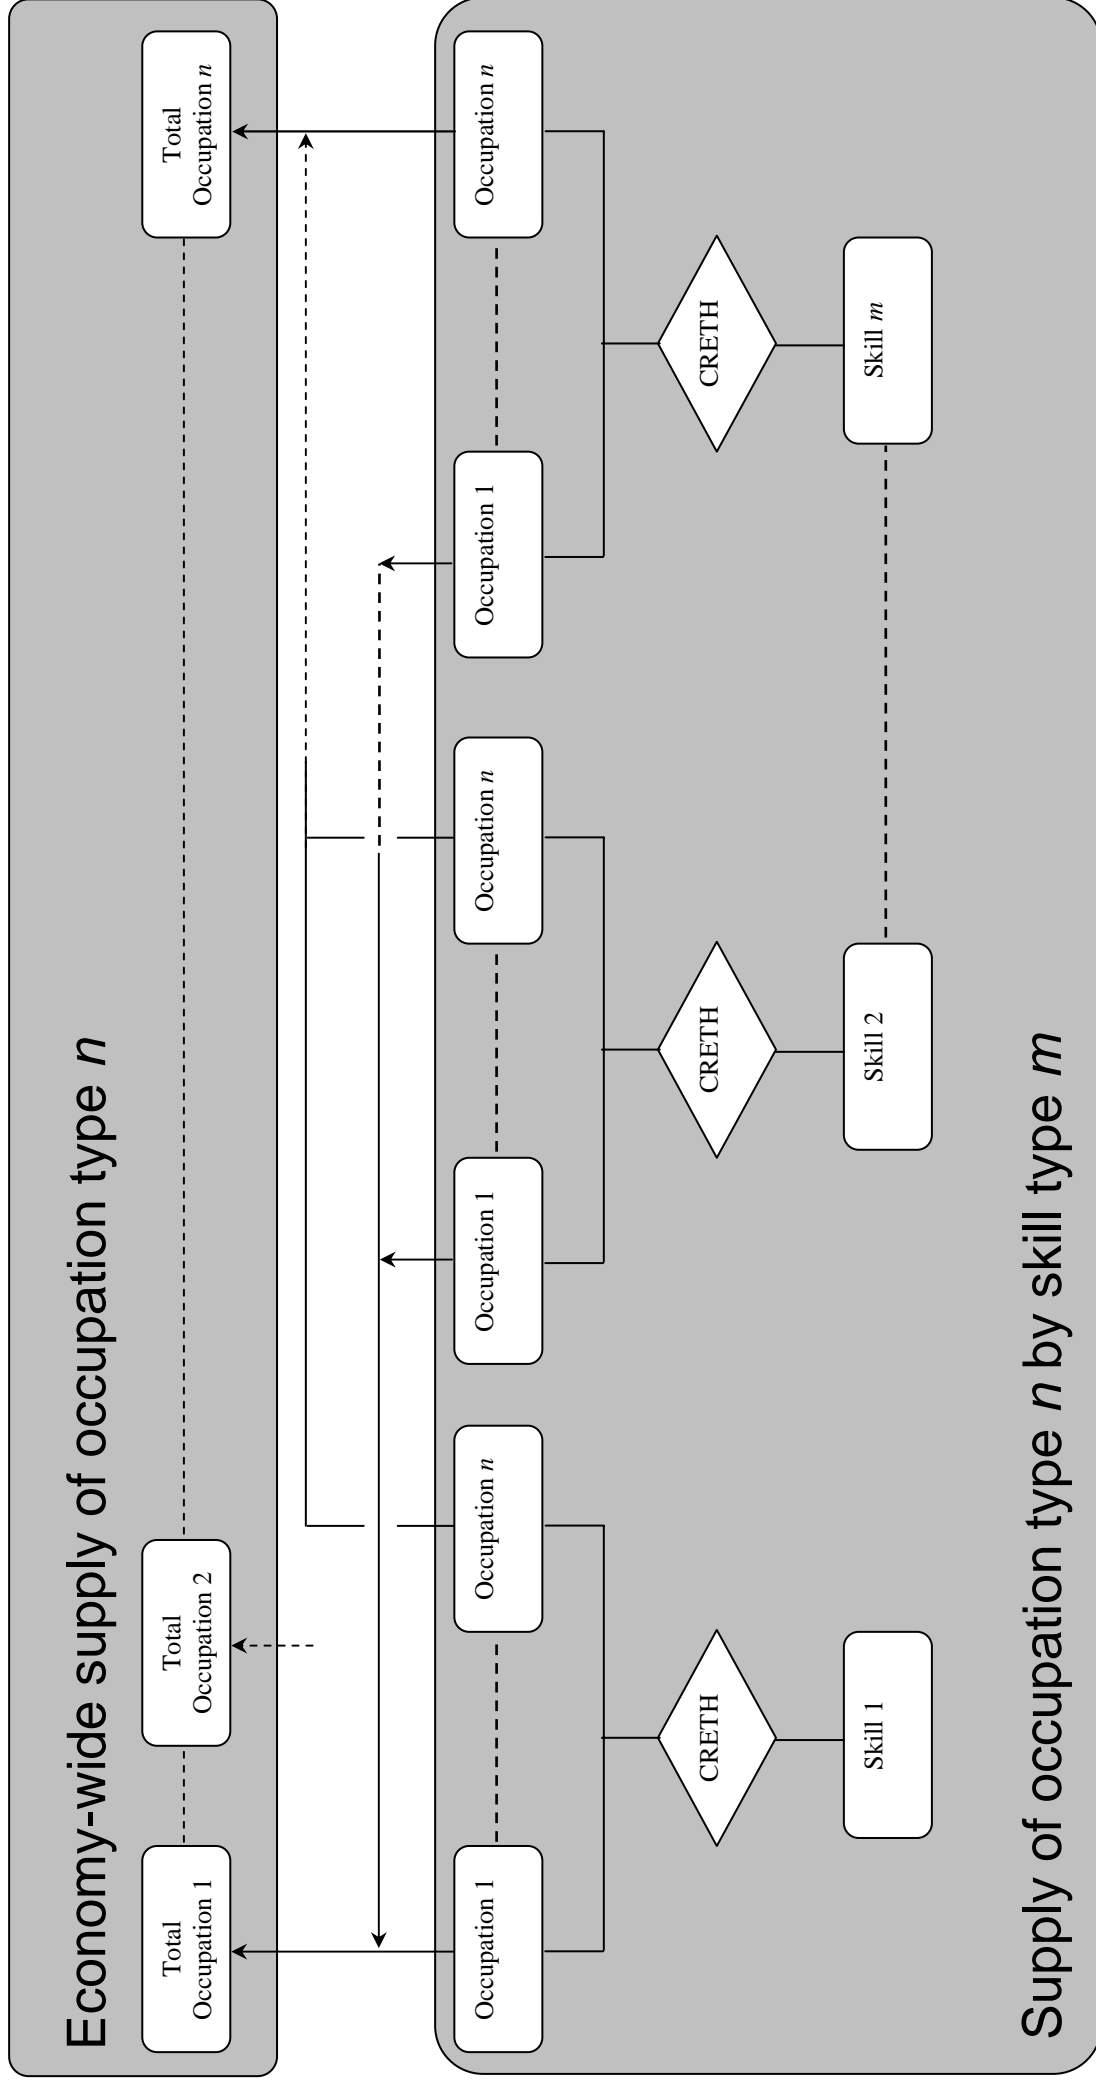 Economy-wide supply of occupation type n
Total
Occupation 1
Total
Occupation 2
Total
Occupation n
Occupation 1
Occupation n
Occupation 1
Occupation n
Occupation 1
Occupation n
CRETH
CRETH
CRETH
Skill 1
Skill 2
Skill m
Supply of occupation type n by skill type m